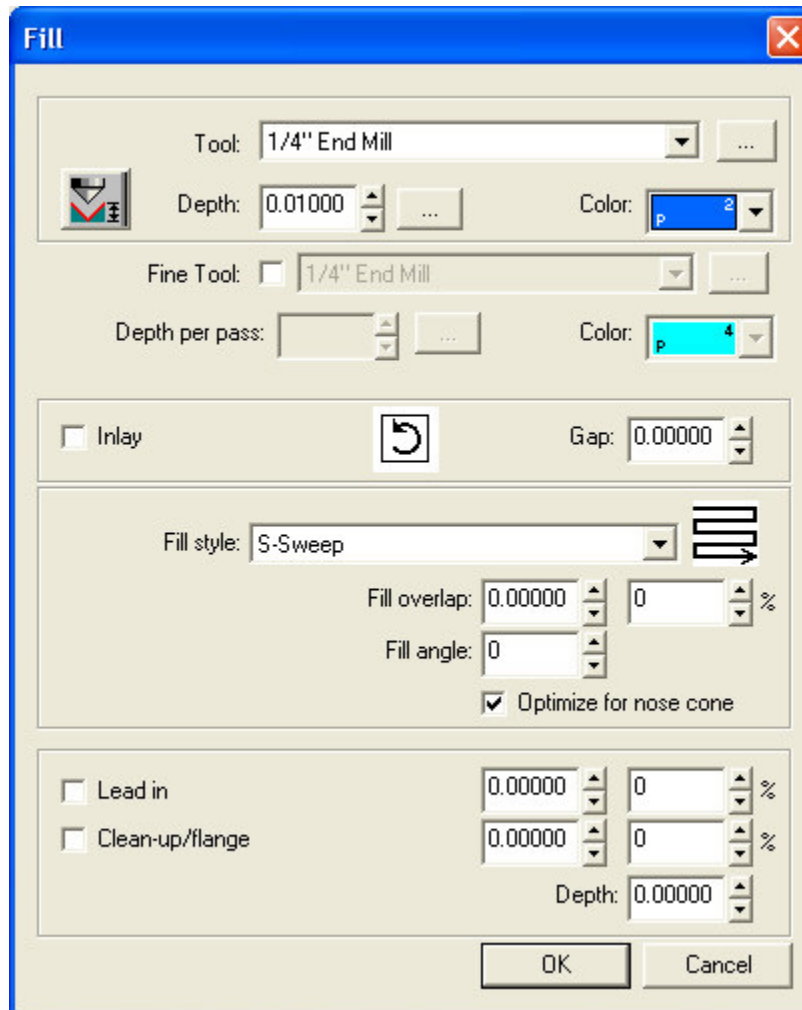 Fill
Tool: 1/4" End Mill ...
Depth: 0.01000 ... Color: P 2
Fine Tool: 1/4" End Mill ...
Depth per pass: ... Color: P 4
Inlay Gap: 0.00000
Fill style: S-Sweep
Fill overlap: 0.00000 0 %
Fill angle: 0
Optimize for nose cone
Lead in 0.00000 0 %
Clean-up/flange 0.00000 0 %
Depth: 0.00000
OK Cancel